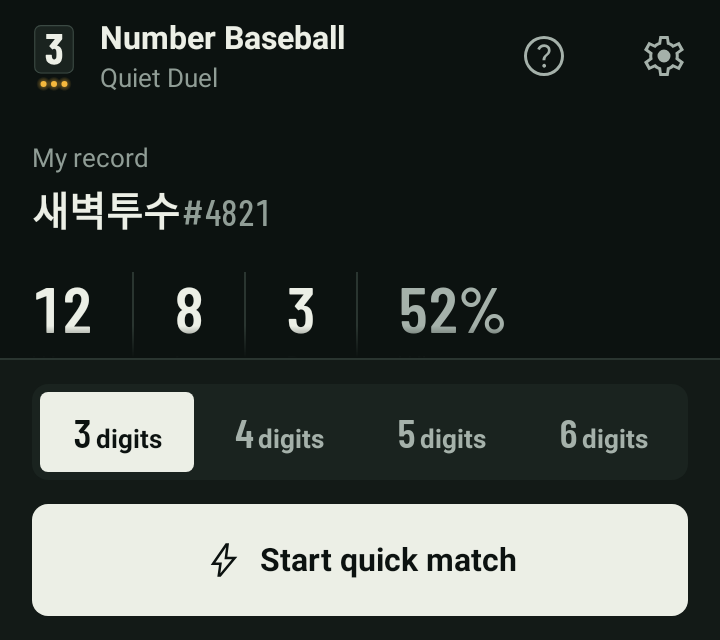 3
Number Baseball
Quiet Duel
My record
새벽투수#4821
12 8 3 52%
3 digits 4 digits 5 digits 6 digits
Start quick match